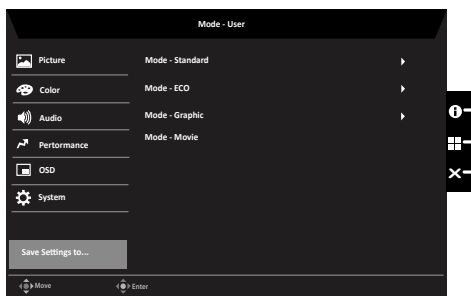 Mode - User
Picture
Mode - Standard
Color
Mode - ECO
Audio
Mode - Graphic
Pertormance
Mode - Movie
OSD
System
Save Settings to...
Move
Enter